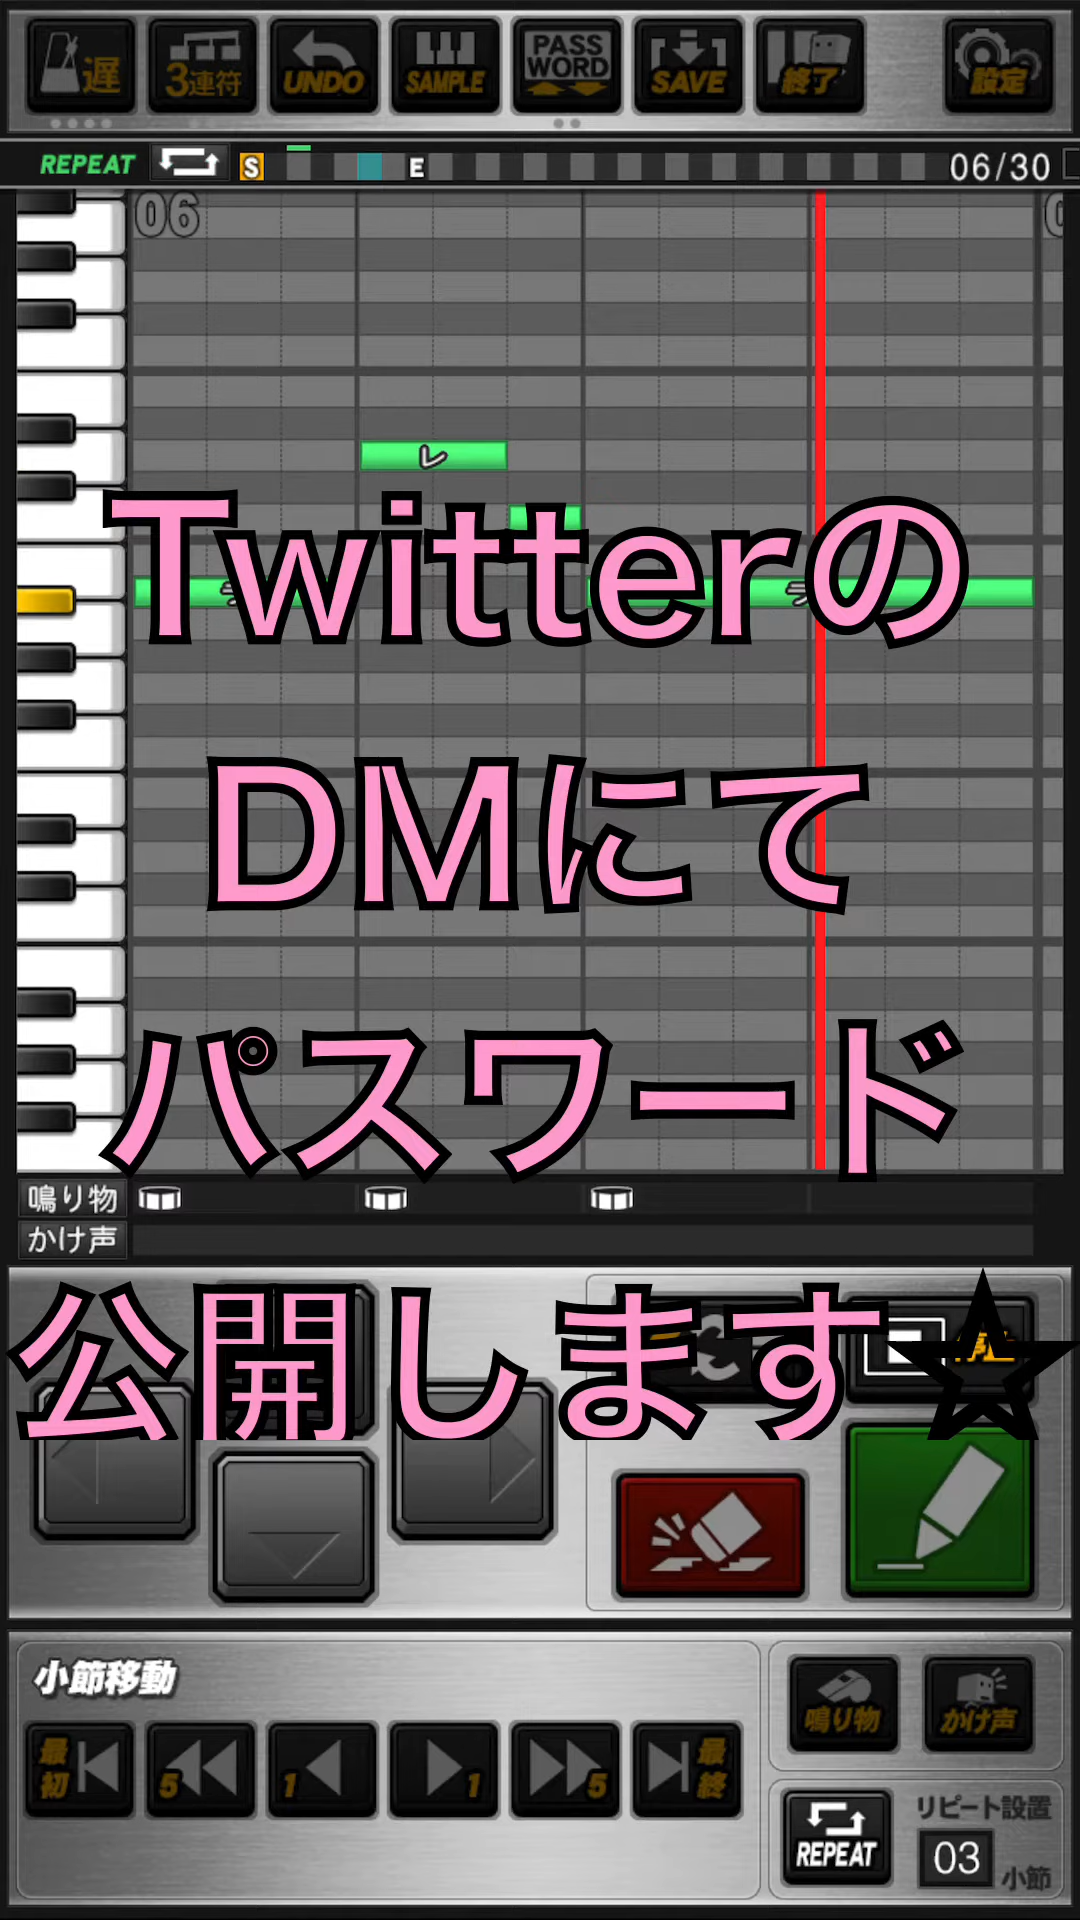 遅
3連符
UNDO
SAMPLE
PASS
WORD
SAVE
終了
設定
REPEAT
S
E
06/30
06
レ
Twitterの
DMにて
パスワード
鳴り物
かけ声
公開します☆
停止
小節移動
最初
5
1
1
5
最終
鳴り物
かけ声
REPEAT
リピート設置
03
小節